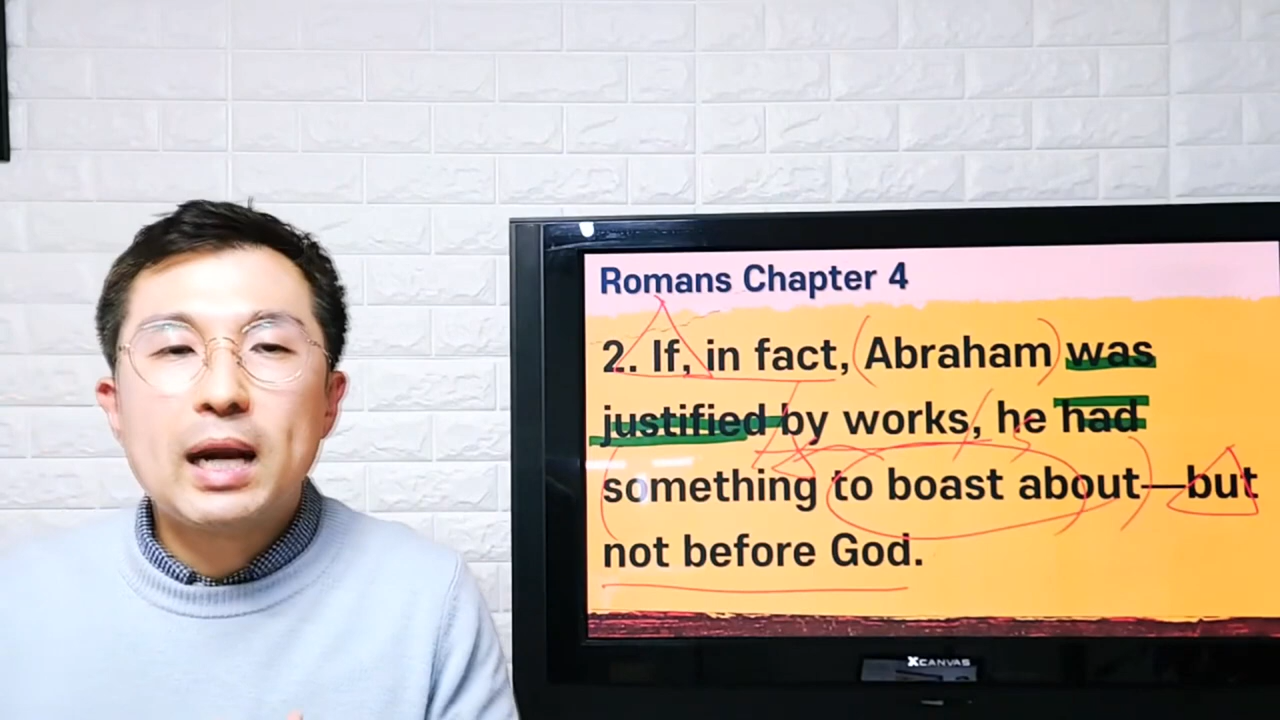 Romans Chapter 4
2. If, in fact, Abraham was
justified by works, he had
something to boast about—but
not before God.
XCANVAS